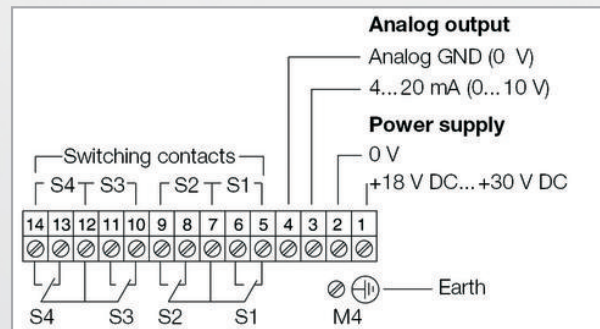 Analog output
Analog GND (0 V)
4...20 mA (0...10 V)
Power supply
0 V
+18 V DC...+30 V DC
Switching contacts
S4 S3 S2 S1
14 13 12 11 10 9 8 7 6 5 4 3 2 1
Earth
S4 S3 S2 S1 M4